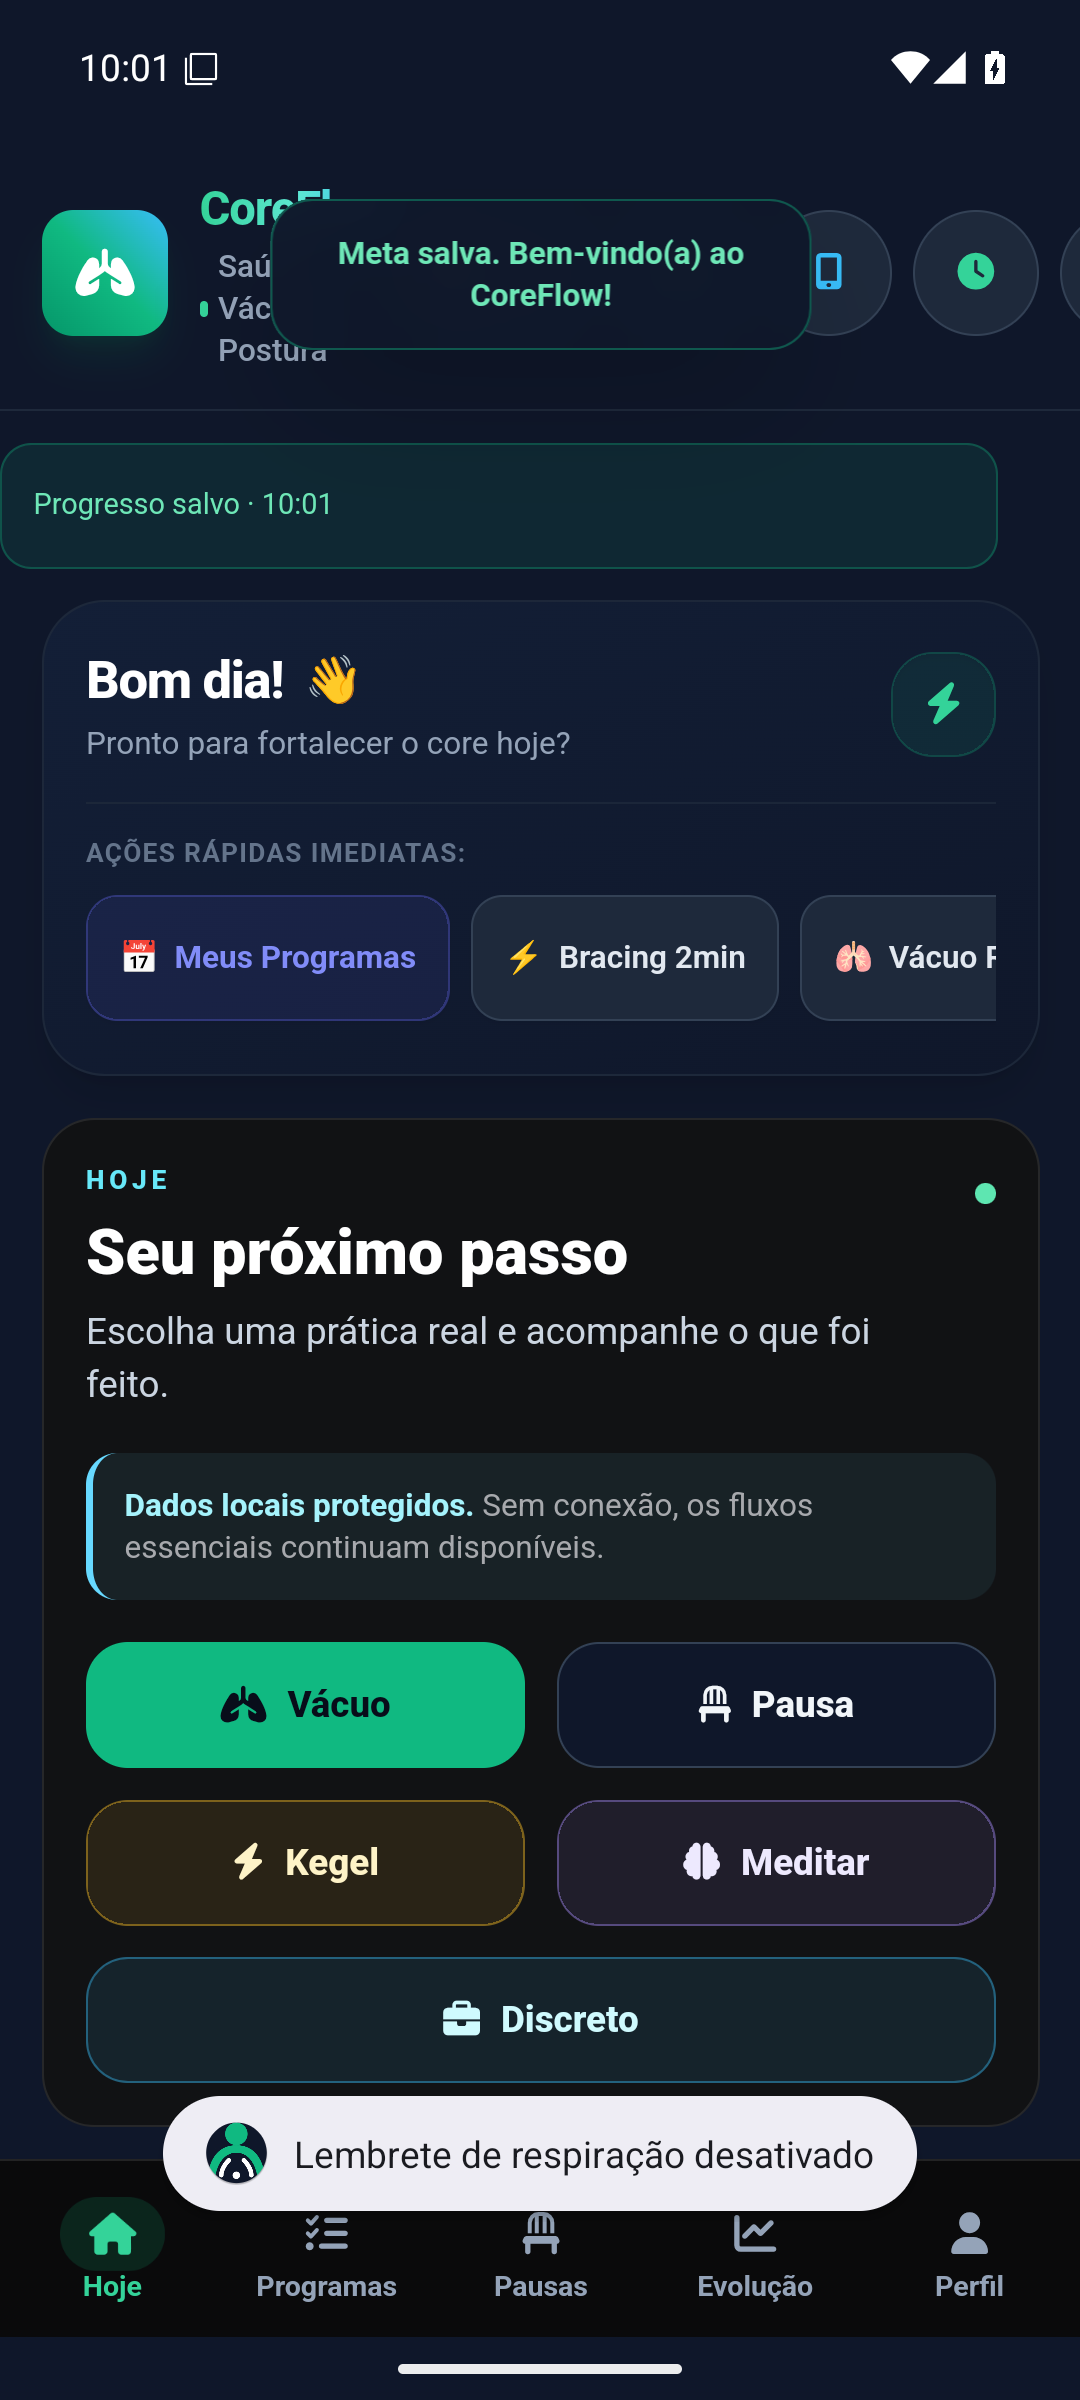 10:01
CoreFl
Saú
Vác
Postura
Meta salva. Bem-vindo(a) ao
CoreFlow!
Progresso salvo · 10:01
Bom dia! 👋
Pronto para fortalecer o core hoje?
AÇÕES RÁPIDAS IMEDIATAS:
Meus Programas
Bracing 2min
Vácuo
HOJE
Seu próximo passo
Escolha uma prática real e acompanhe o que foi
feito.
Dados locais protegidos. Sem conexão, os fluxos
essenciais continuam disponíveis.
Vácuo
Pausa
Kegel
Meditar
Discreto
Lembrete de respiração desativado
Hoje
Programas
Pausas
Evolução
Perfil